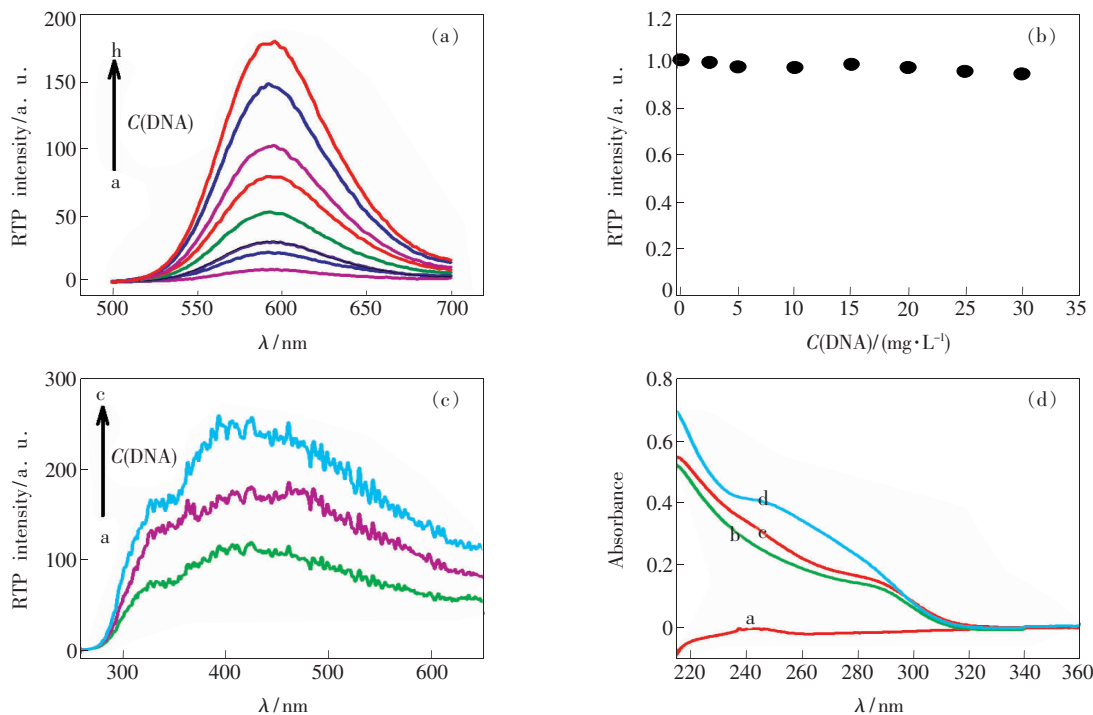 (a)
200
150
100
50
0
RTP intensity/a. u.
h
C(DNA)
a
500 550 600 650 700
λ/nm
(b)
1.2
1.0
0.8
0.6
0.4
0.2
0
RTP intensity/a. u.
0 5 10 15 20 25 30 35
C(DNA)/(mg·L⁻¹)
(c)
300
200
100
0
RTP intensity/a. u.
c
C(DNA)
a
300 400 500 600
λ/nm
(d)
0.8
0.6
0.4
0.2
0
Absorbance
d
c
b
a
220 240 260 280 300 320 340 360
λ/nm